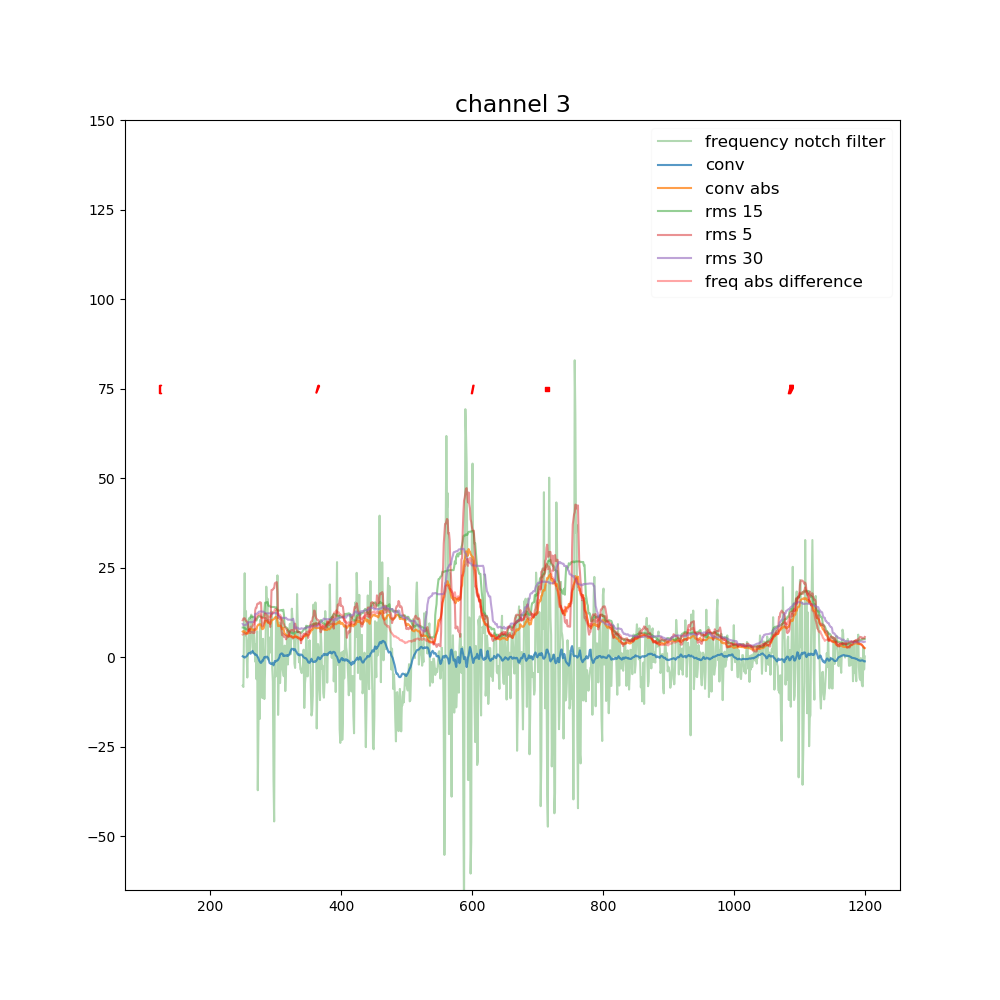 channel 3
150
125
100
75
50
25
0
−25
−50
frequency notch filter
conv
conv abs
rms 15
rms 5
rms 30
freq abs difference
200
400
600
800
1000
1200